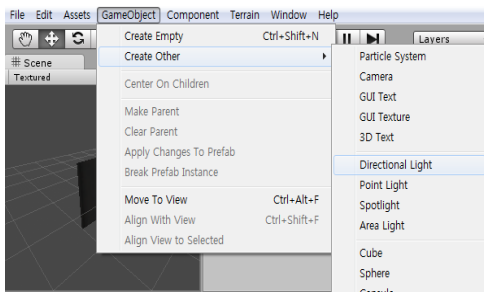 File Edit Assets GameObject Component Terrain Window Help
Layers
# Scene
Textured
Create Empty Ctrl+Shift+N
Create Other
Center On Children
Make Parent
Clear Parent
Apply Changes To Prefab
Break Prefab Instance
Move To View Ctrl+Alt+F
Align With View Ctrl+Shift+F
Align View to Selected
Particle System
Camera
GUI Text
GUI Texture
3D Text
Directional Light
Point Light
Spotlight
Area Light
Cube
Sphere
Capsule